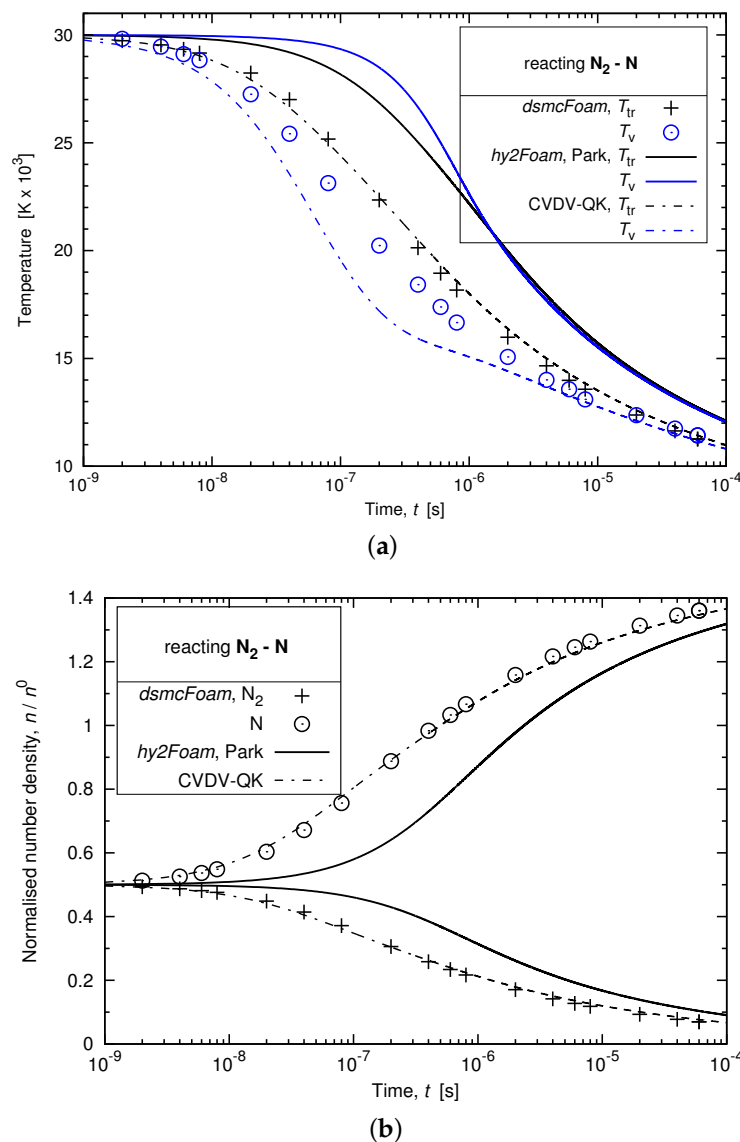 30
25
20
15
10
Temperature [K x 10³]
reacting N₂ - N
dsmcFoam, Tₜᵣ
Tᵥ
hy2Foam, Park, Tₜᵣ
Tᵥ
CVDV-QK, Tₜᵣ
Tᵥ
10⁻⁹ 10⁻⁸ 10⁻⁷ 10⁻⁶ 10⁻⁵ 10⁻⁴
Time, t [s]
(a)
1.4
1.2
1
0.8
0.6
0.4
0.2
0
Normalised number density, n / n⁰
reacting N₂ - N
dsmcFoam, N₂
N
hy2Foam, Park
CVDV-QK
10⁻⁹ 10⁻⁸ 10⁻⁷ 10⁻⁶ 10⁻⁵ 10⁻⁴
Time, t [s]
(b)